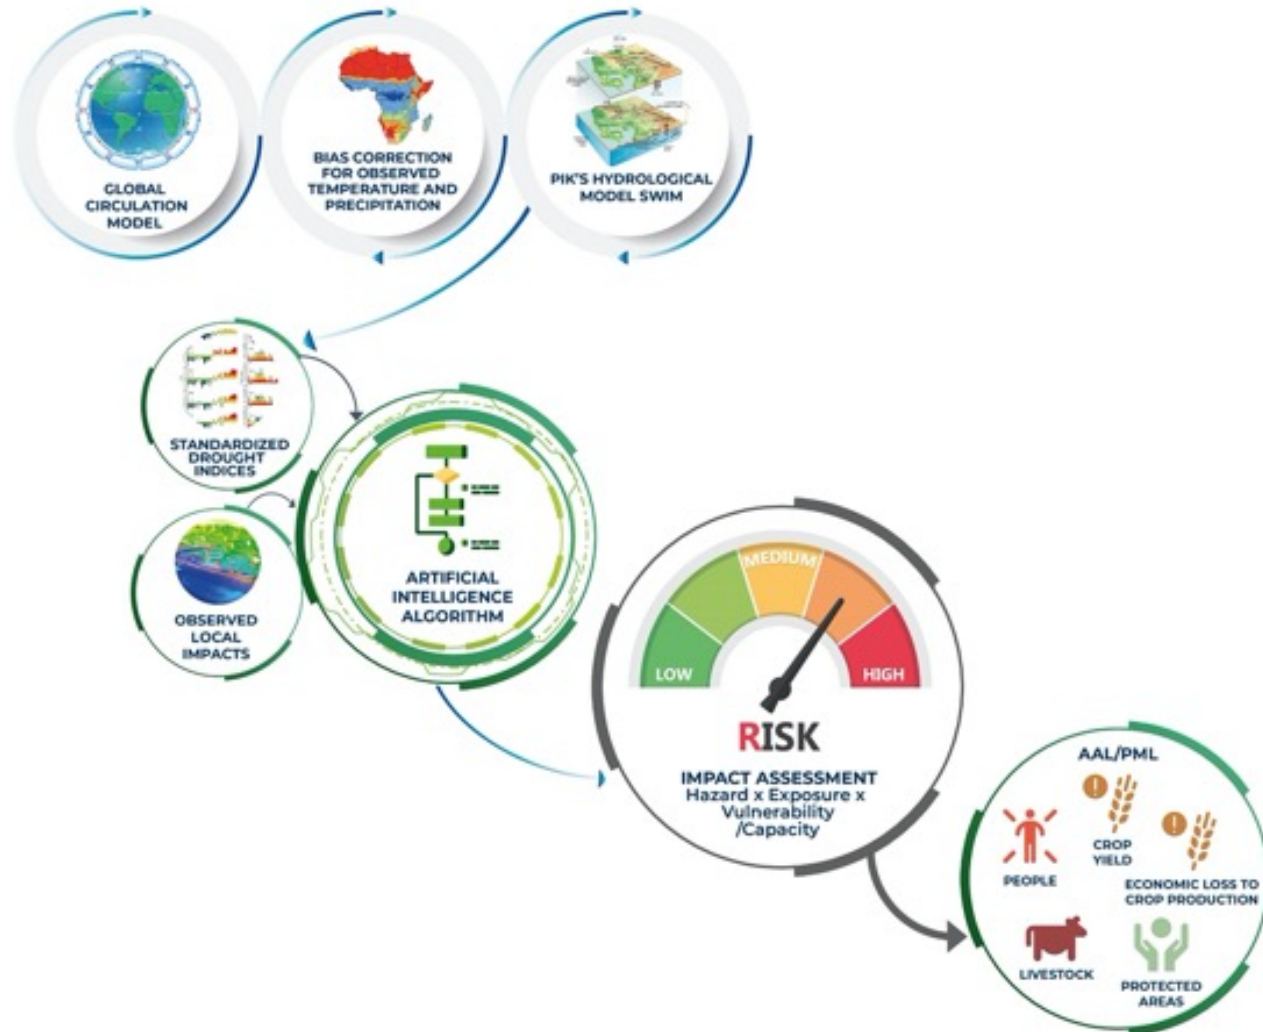 GLOBAL
CIRCULATION
MODEL
BIAS CORRECTION
FOR OBSERVED
TEMPERATURE AND
PRECIPITATION
PIK'S HYDROLOGICAL
MODEL SWIM
STANDARDIZED
DROUGHT
INDICES
OBSERVED
LOCAL
IMPACTS
ARTIFICIAL
INTELLIGENCE
ALGORITHM
LOW
MEDIUM
HIGH
RISK
IMPACT ASSESSMENT
Hazard x Exposure x
Vulnerability
/Capacity
AAL/PML
PEOPLE
CROP
YIELD
ECONOMIC LOSS TO
CROP PRODUCTION
LIVESTOCK
PROTECTED
AREAS